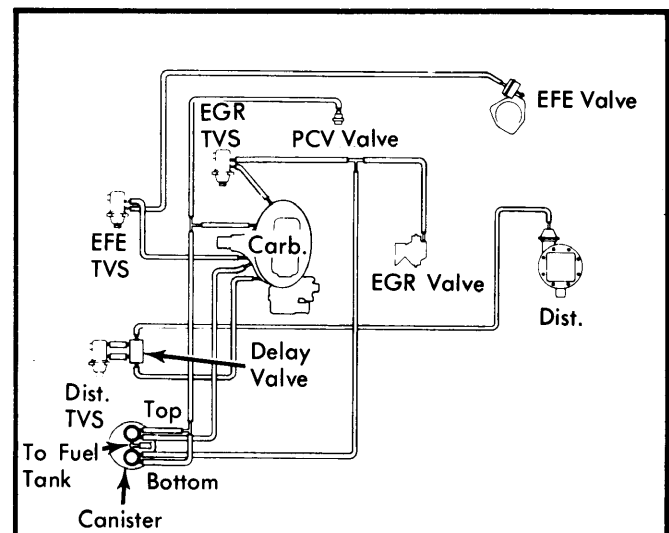 EFE Valve
EGR
TVS
PCV Valve
EFE
TVS
Carb.
EGR Valve
Dist.
Delay
Valve
Dist.
TVS
Top
To Fuel
Tank
Bottom
Canister